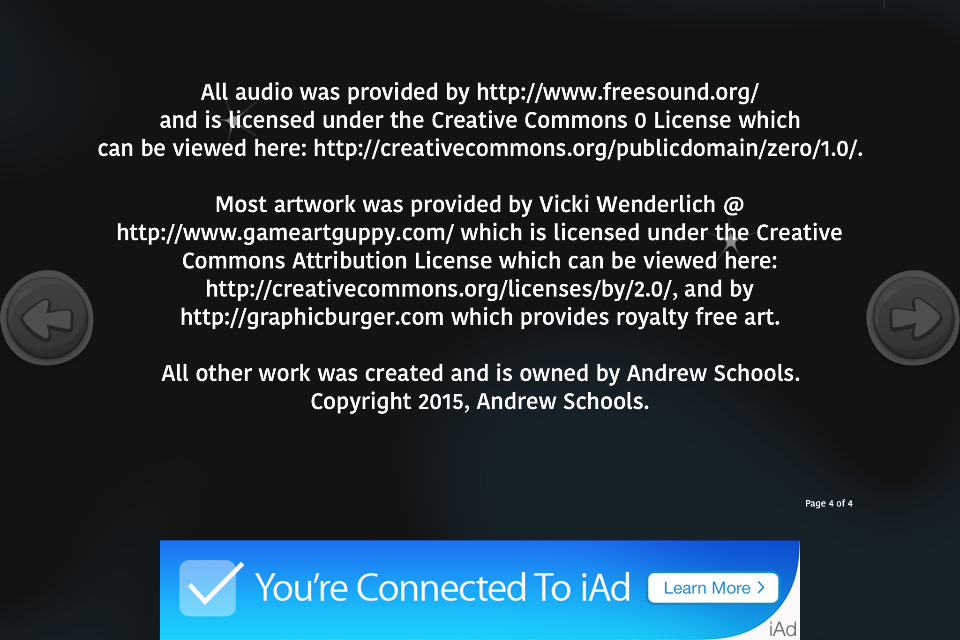 All audio was provided by http://www.freesound.org/
and is licensed under the Creative Commons 0 License which
can be viewed here: http://creativecommons.org/publicdomain/zero/1.0/.
Most artwork was provided by Vicki Wenderlich @
http://www.gameartguppy.com/ which is licensed under the Creative
Commons Attribution License which can be viewed here:
http://creativecommons.org/licenses/by/2.0/, and by
http://graphicburger.com which provides royalty free art.
All other work was created and is owned by Andrew Schools.
Copyright 2015, Andrew Schools.
Page 4 of 4
You're Connected To iAd
Learn More
iAd